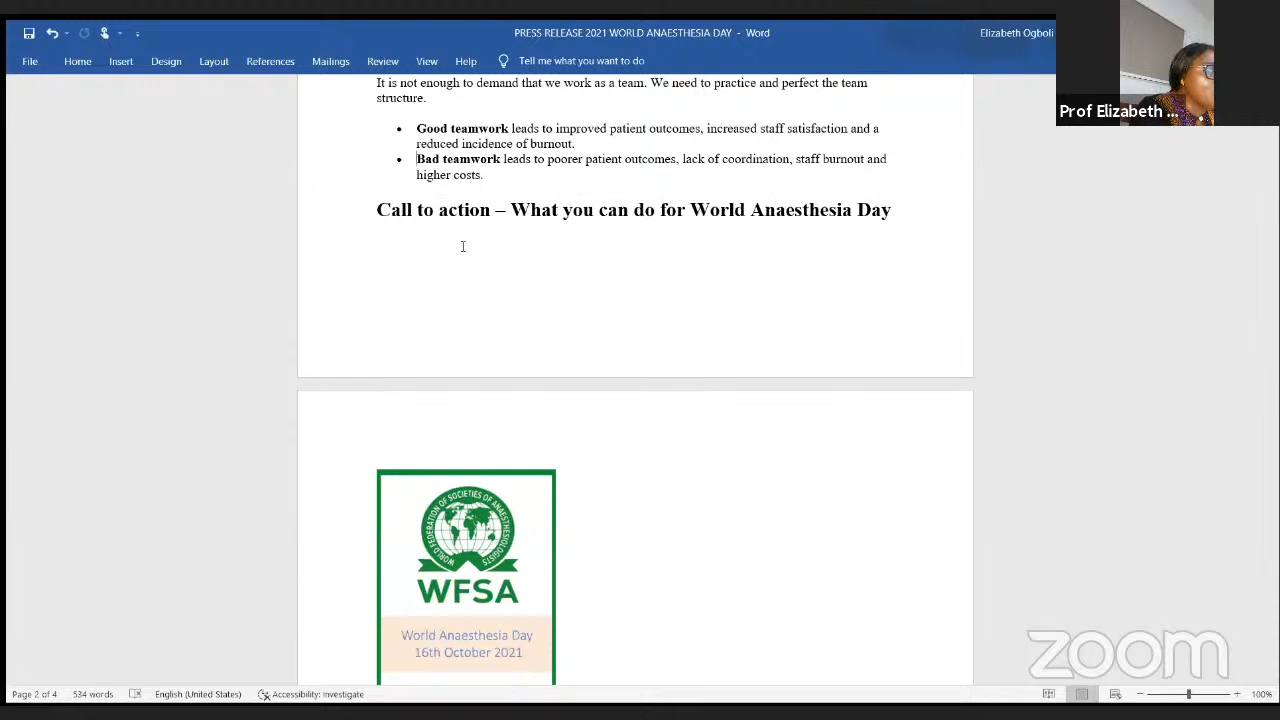 PRESS RELEASE 2021 WORLD ANAESTHESIA DAY - Word
Elizabeth Ogboli
File Home Insert Design Layout References Mailings Review View Help Tell me what you want to do
Prof Elizabeth ...
It is not enough to demand that we work as a team. We need to practice and perfect the team
structure.
• Good teamwork leads to improved patient outcomes, increased staff satisfaction and a
reduced incidence of burnout.
• Bad teamwork leads to poorer patient outcomes, lack of coordination, staff burnout and
higher costs.
Call to action – What you can do for World Anaesthesia Day
WORLD FEDERATION OF SOCIETIES OF ANAESTHESIOLOGISTS
WFSA
World Anaesthesia Day
16th October 2021
zoom
Page 2 of 4 534 words English (United States) Accessibility: Investigate 100%